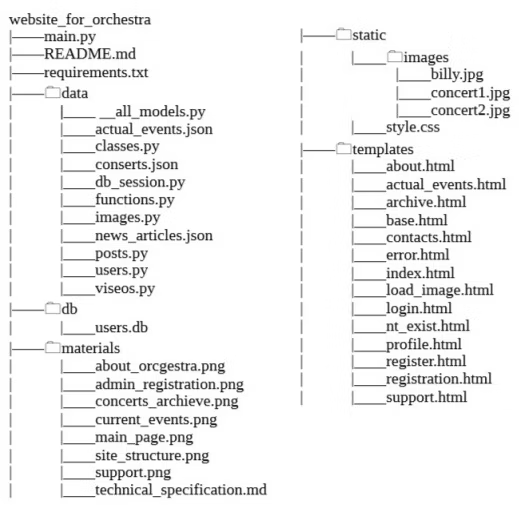 website_for_orchestra
|——main.py
|——README.md
|——requirements.txt
|——data
|____ __all_models.py
|____actual_events.json
|____classes.py
|____conserts.json
|____db_session.py
|____functions.py
|____images.py
|____news_articles.json
|____posts.py
|____users.py
|____viseos.py
|——db
|____users.db
|——materials
|____about_orcgestra.png
|____admin_registration.png
|____concerts_archieve.png
|____current_events.png
|____main_page.png
|____site_structure.png
|____support.png
|____technical_specification.md
|——static
|____images
|____billy.jpg
|____concert1.jpg
|____concert2.jpg
|____style.css
|——templates
|____about.html
|____actual_events.html
|____archive.html
|____base.html
|____contacts.html
|____error.html
|____index.html
|____load_image.html
|____login.html
|____nt_exist.html
|____profile.html
|____register.html
|____registration.html
|____support.html